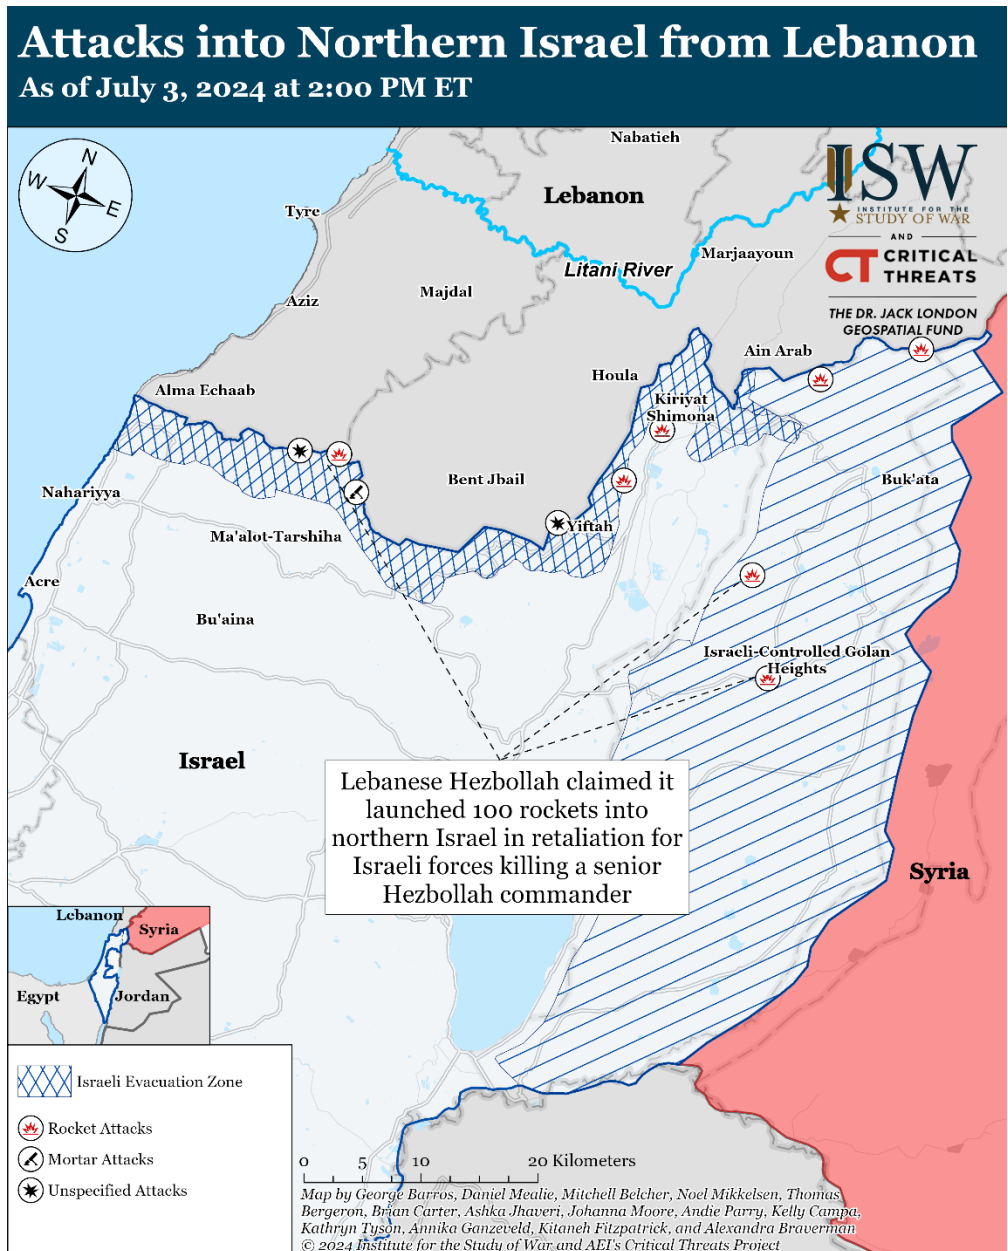 Attacks into Northern Israel from Lebanon
As of July 3, 2024 at 2:00 PM ET
N
W
E
S
Nabatieh
Lebanon
ISW
INSTITUTE FOR THE
STUDY OF WAR
AND
CT CRITICAL
THREATS
THE DR. JACK LONDON
GEOSPATIAL FUND
Tyre
Marjaayoun
Litani River
Aziz
Majdal
Ain Arab
Houla
Alma Echaab
Kiriyat
Shimona
Bent Jbail
Buk'ata
Nahariyya
Yiftah
Ma'alot-Tarshiha
Acre
Bu'aina
Israeli-Controlled Golan
Heights
Israel
Lebanese Hezbollah claimed it
launched 100 rockets into
northern Israel in retaliation for
Israeli forces killing a senior
Hezbollah commander
Syria
Lebanon
Syria
Egypt
Jordan
Israeli Evacuation Zone
Rocket Attacks
Mortar Attacks
Unspecified Attacks
0 5 10 20 Kilometers
Map by George Barros, Daniel Mealie, Mitchell Belcher, Noel Mikkelsen, Thomas
Bergeron, Brian Carter, Ashka Jhaveri, Johanna Moore, Andie Parry, Kelly Campa,
Kathryn Tyson, Annika Ganzeveld, Kitaneh Fitzpatrick, and Alexandra Braverman
© 2024 Institute for the Study of War and AEI's Critical Threats Project